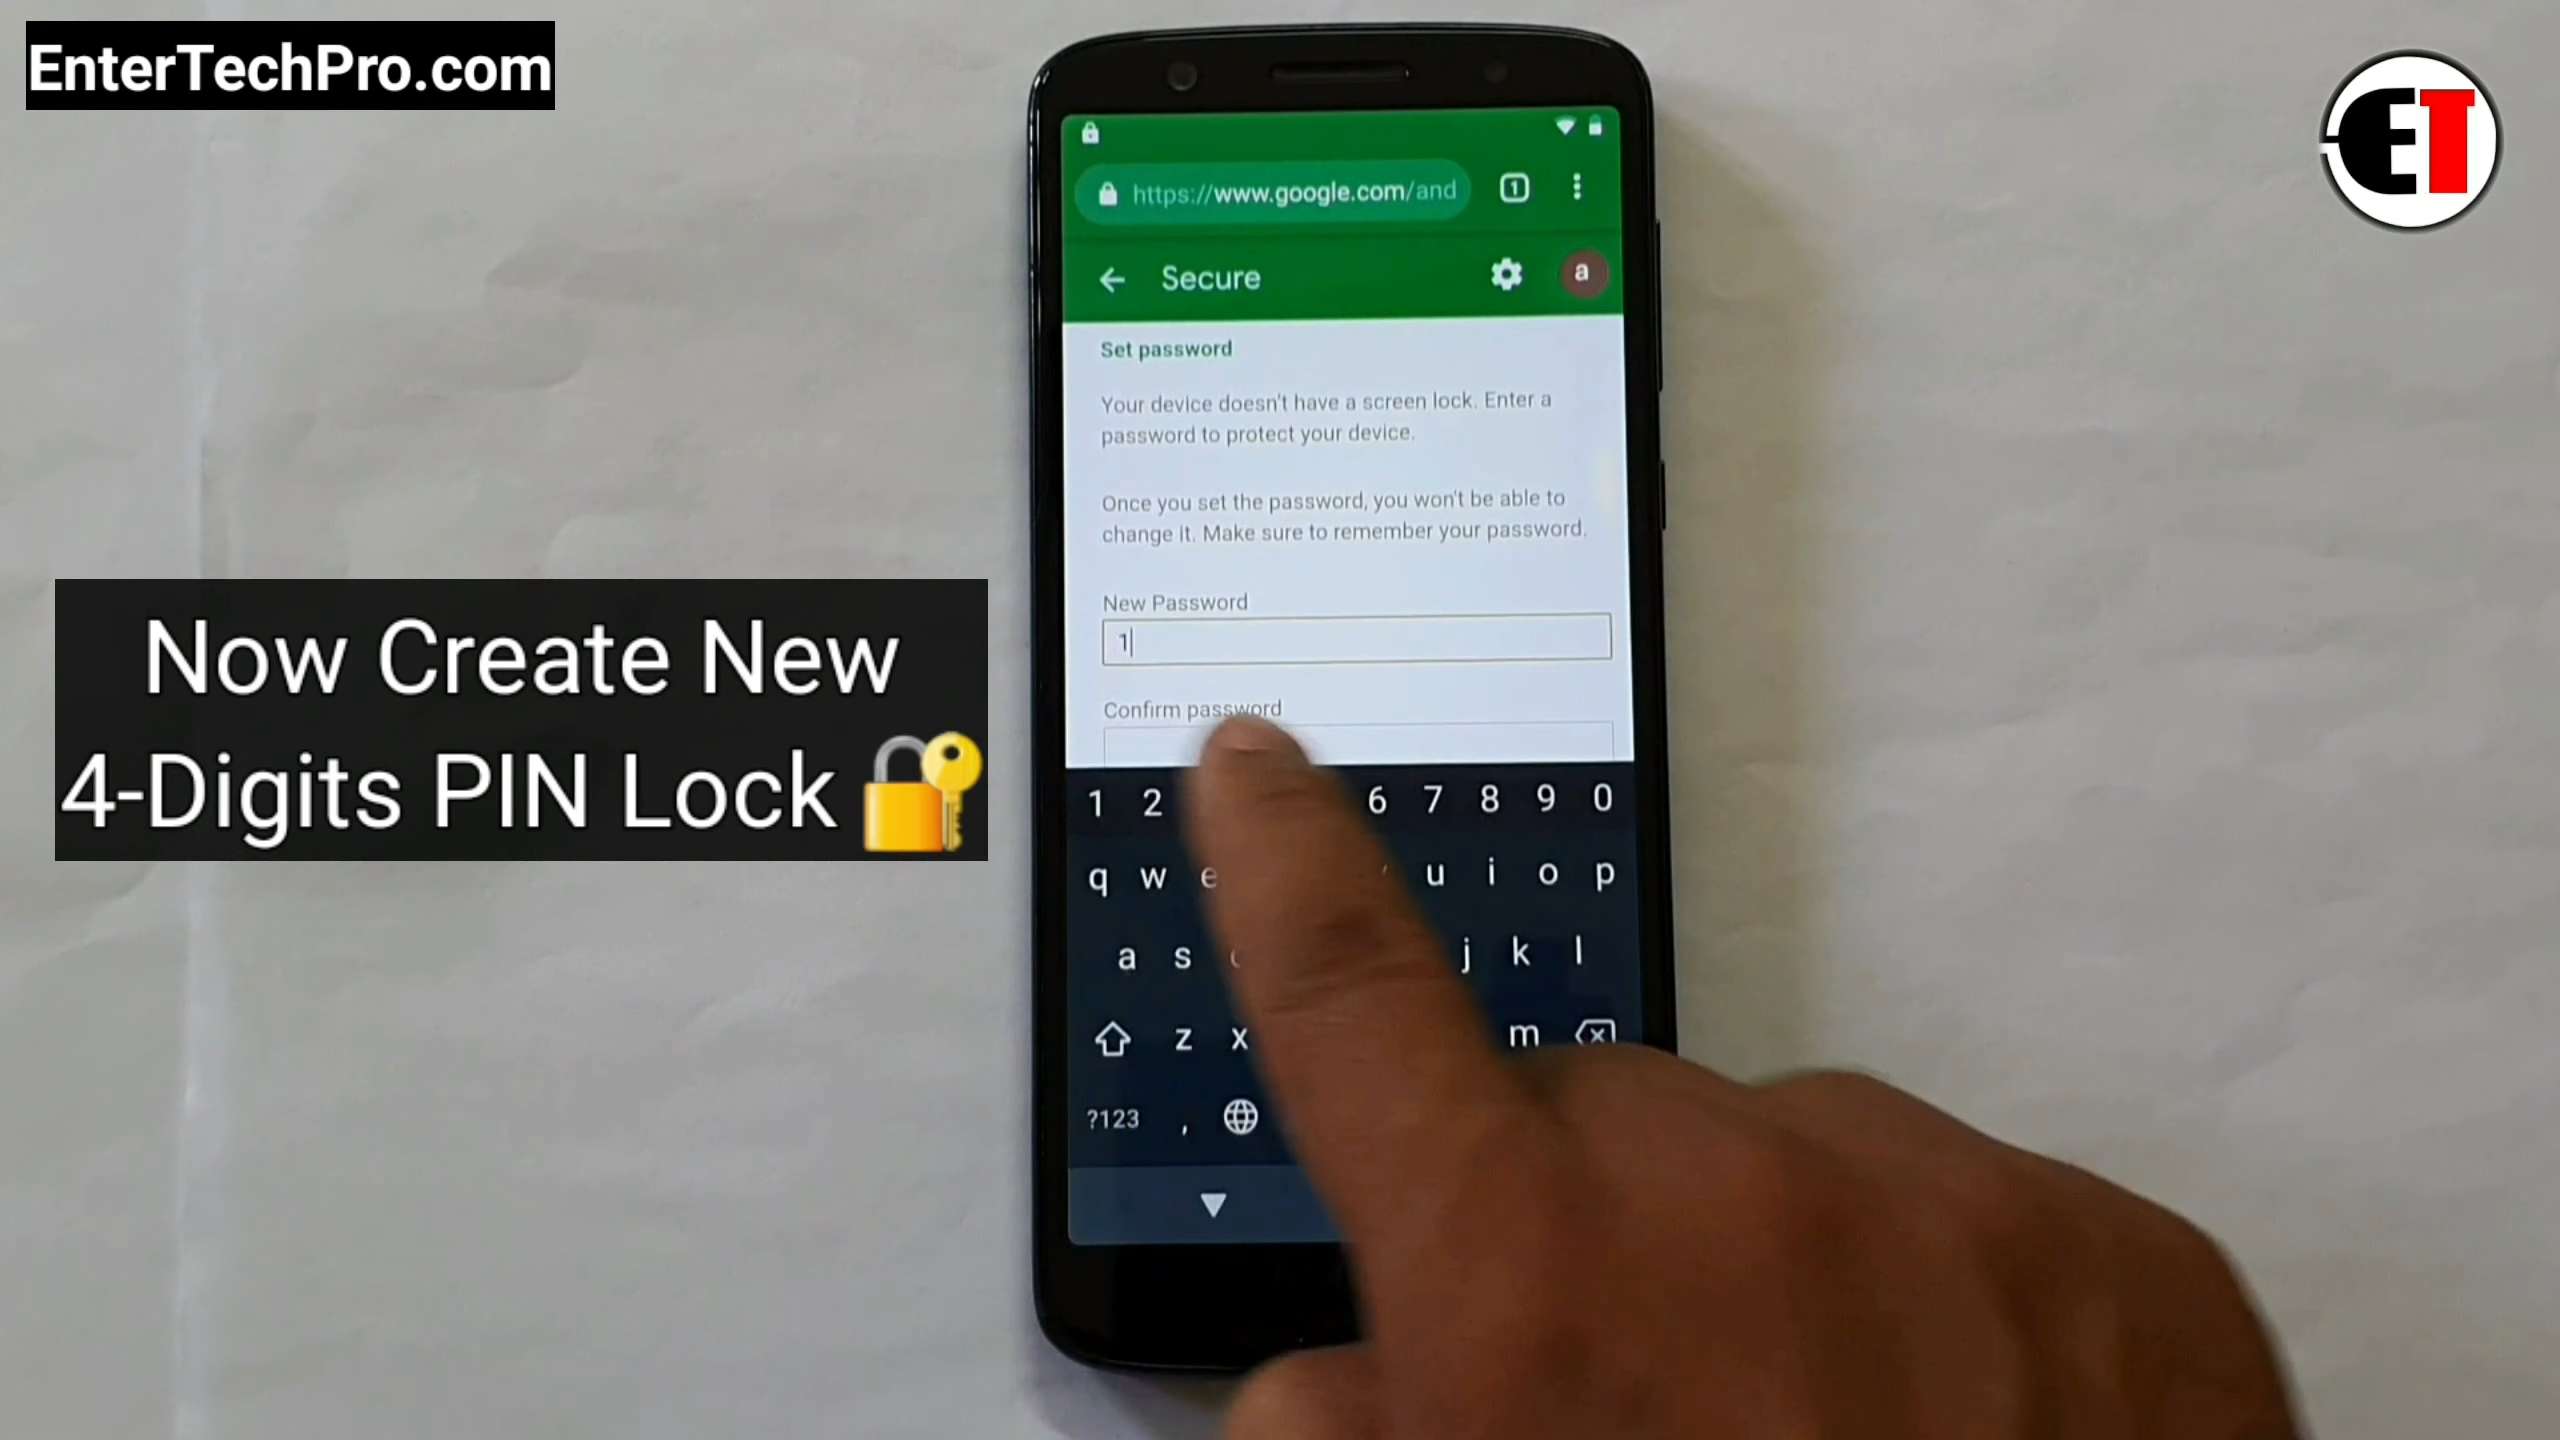 EnterTechPro.com
ET
https://www.google.com/and
1
Secure
a
Set password
Your device doesn't have a screen lock. Enter a
password to protect your device.
Once you set the password, you won't be able to
change it. Make sure to remember your password.
New Password
1
Confirm password
Now Create New
4-Digits PIN Lock
1 2 6 7 8 9 0
q w e u i o p
a s j k l
z x m
?123 ,